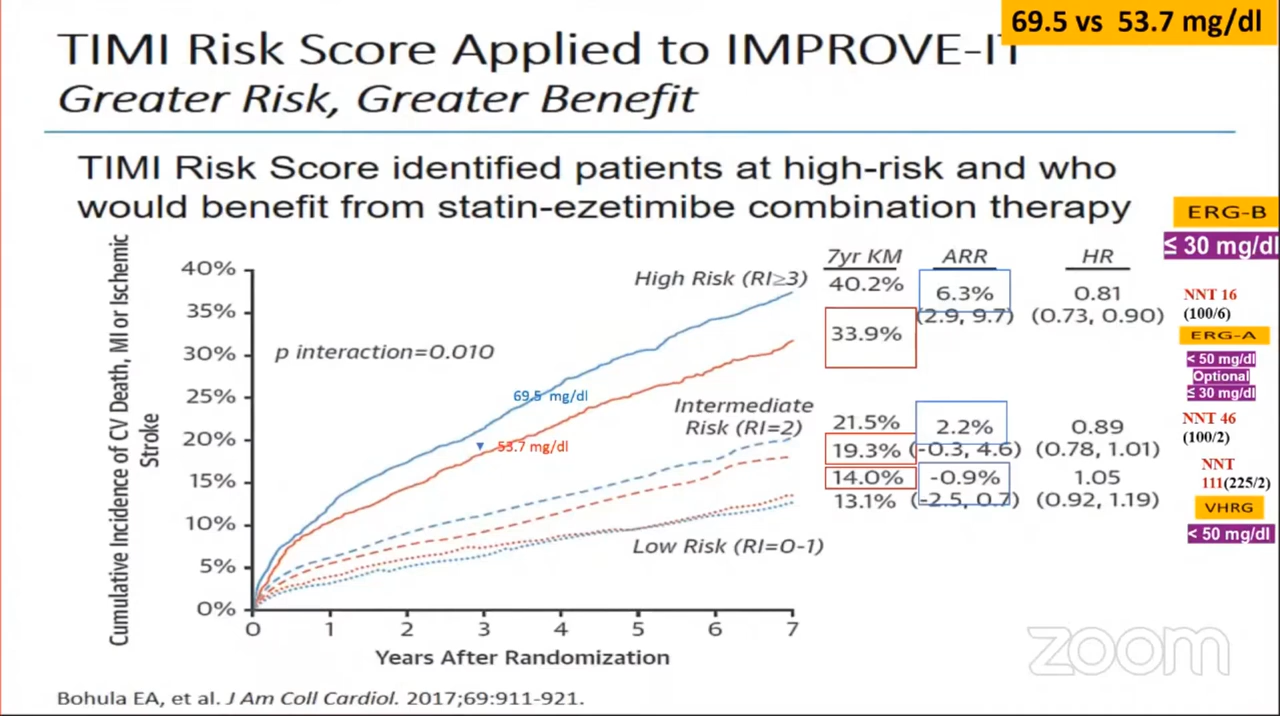 69.5 vs 53.7 mg/dl
TIMI Risk Score Applied to IMPROVE-IT
Greater Risk, Greater Benefit
TIMI Risk Score identified patients at high-risk and who
would benefit from statin-ezetimibe combination therapy
ERG-B
≤ 30 mg/dl
Cumulative Incidence of CV Death, MI or Ischemic
Stroke
40%
35%
30%
25%
20%
15%
10%
5%
0%
0 1 2 3 4 5 6 7
Years After Randomization
p interaction=0.010
69.5 mg/dl
53.7 mg/dl
High Risk (RI≥3)
Intermediate
Risk (RI=2)
Low Risk (RI=0-1)
7yr KM ARR HR
40.2% 6.3% 0.81
(2.9, 9.7) (0.73, 0.90)
33.9%
21.5% 2.2% 0.89
19.3% (-0.3, 4.6) (0.78, 1.01)
14.0% -0.9% 1.05
13.1% (-2.5, 0.7) (0.92, 1.19)
NNT 16
(100/6)
ERG-A
< 50 mg/dl
Optional
≤ 30 mg/dl
NNT 46
(100/2)
NNT
111(225/2)
VHRG
< 50 mg/dl
zoom
Bohula EA, et al. J Am Coll Cardiol. 2017;69:911-921.